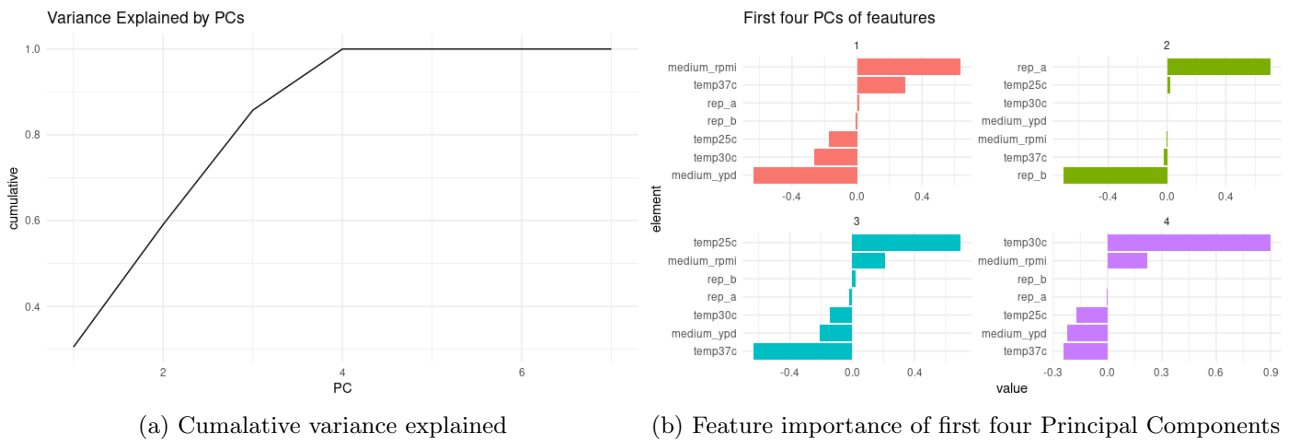 Variance Explained by PCs
cumulative
1.0
0.8
0.6
0.4
2
4
6
PC
(a) Cumalative variance explained
First four PCs of feautures
element
1
medium_rpmi
temp37c
rep_a
rep_b
temp25c
temp30c
medium_ypd
-0.4
0.0
0.4
2
rep_a
temp25c
temp30c
medium_ypd
medium_rpmi
temp37c
rep_b
-0.4
0.0
0.4
3
temp25c
medium_rpmi
rep_b
rep_a
temp30c
medium_ypd
temp37c
-0.4
0.0
0.4
4
temp30c
medium_rpmi
rep_b
rep_a
temp25c
medium_ypd
temp37c
-0.3
0.0
0.3
0.6
0.9
value
(b) Feature importance of first four Principal Components